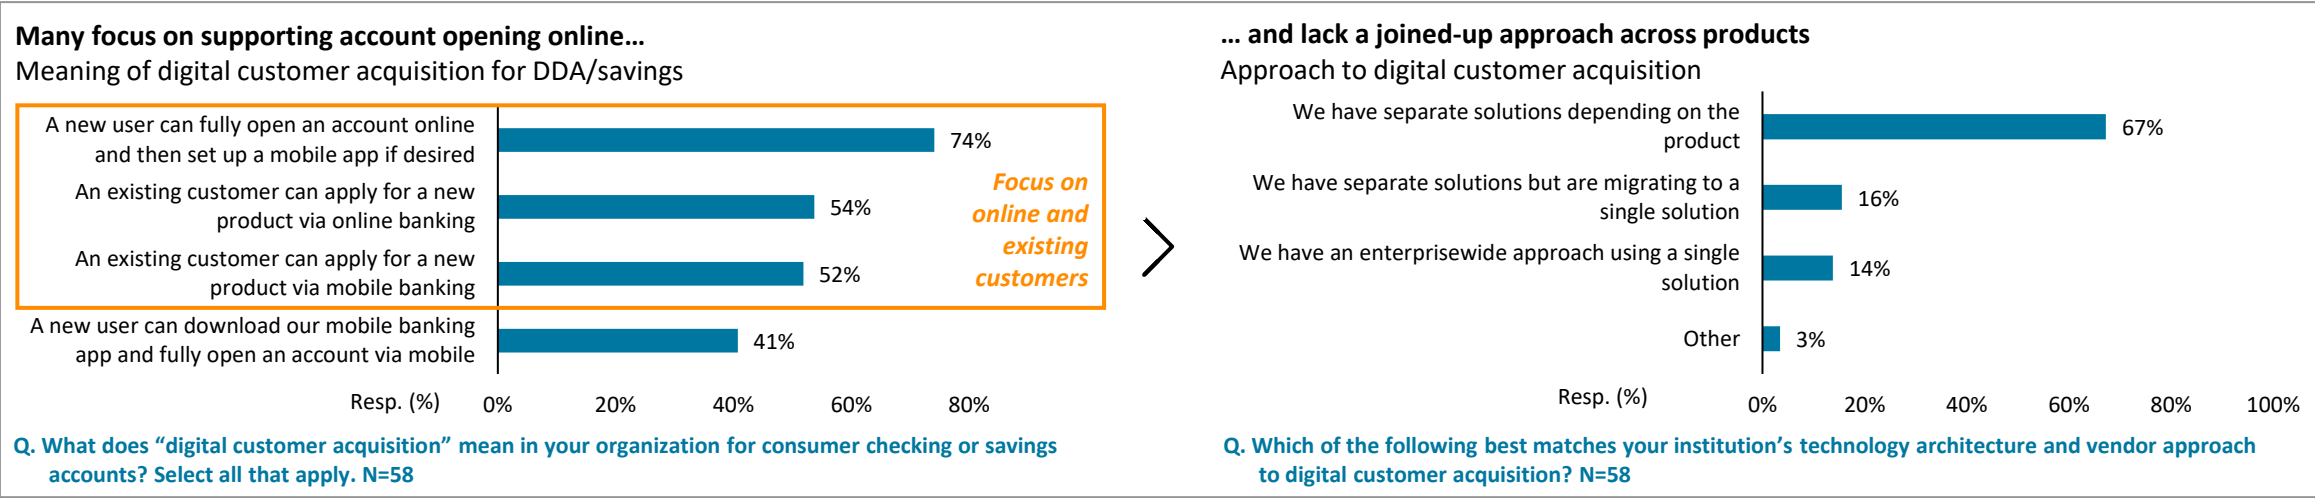 Many focus on supporting account opening online…
Meaning of digital customer acquisition for DDA/savings
A new user can fully open an account online
and then set up a mobile app if desired
74%
An existing customer can apply for a new
product via online banking
54%
An existing customer can apply for a new
product via mobile banking
52%
Focus on
online and
existing
customers
A new user can download our mobile banking
app and fully open an account via mobile
41%
Resp. (%)
0%
20%
40%
60%
80%
Q. What does “digital customer acquisition” mean in your organization for consumer checking or savings
accounts? Select all that apply. N=58
… and lack a joined-up approach across products
Approach to digital customer acquisition
We have separate solutions depending on the
product
67%
We have separate solutions but are migrating to a
single solution
16%
We have an enterprisewide approach using a single
solution
14%
Other
3%
Resp. (%)
0%
20%
40%
60%
80%
100%
Q. Which of the following best matches your institution’s technology architecture and vendor approach
to digital customer acquisition? N=58